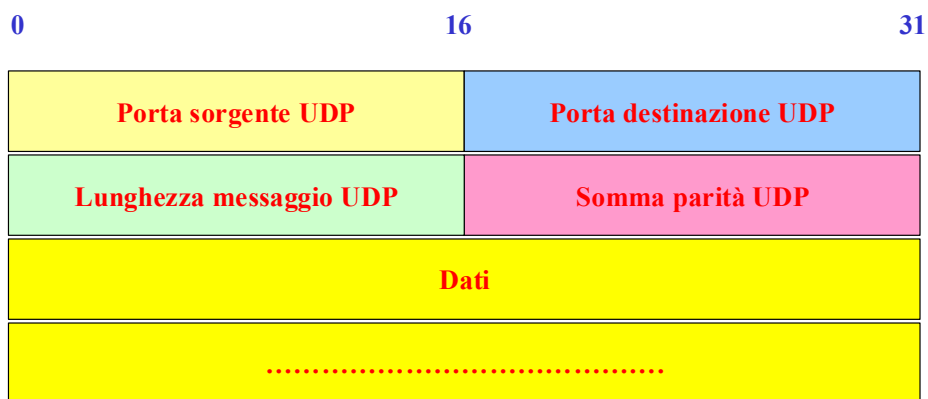 0 16 31
Porta sorgente UDP Porta destinazione UDP
Lunghezza messaggio UDP Somma parità UDP
Dati
...........................................